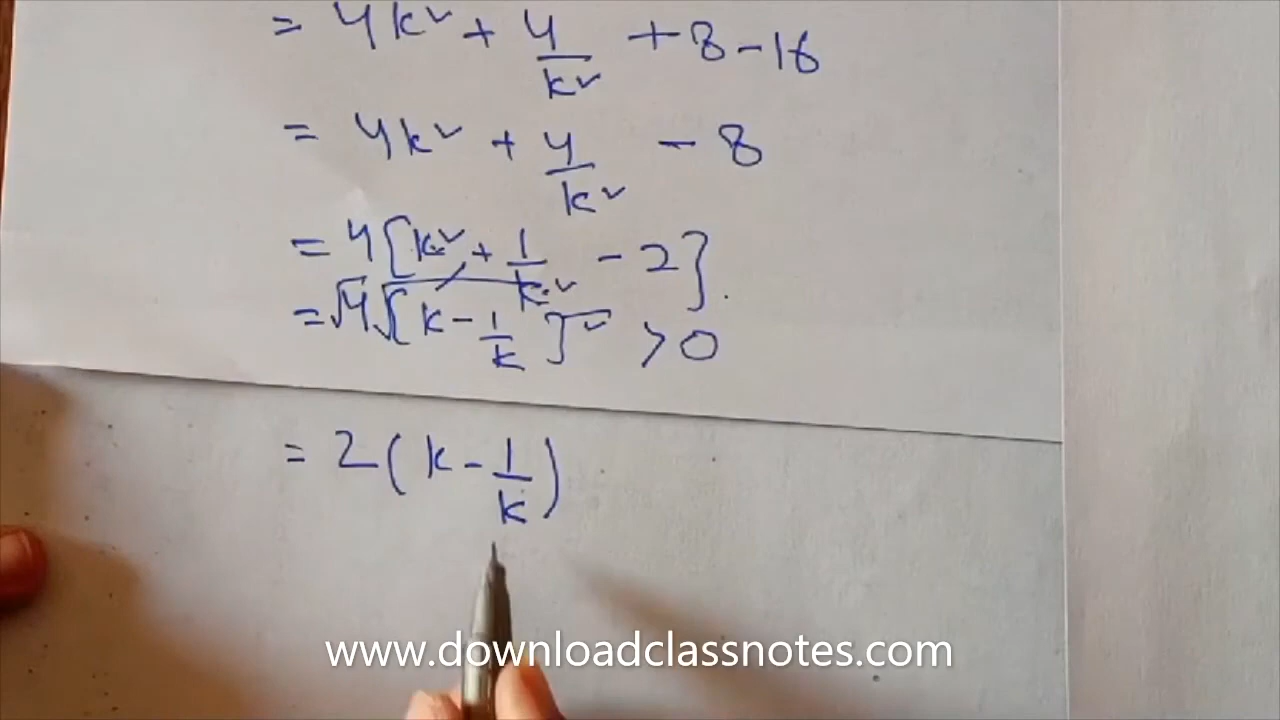 = 4k² + 4/k² + 8 - 16
= 4k² + 4/k² - 8
= 4[k² + 1/k² - 2]
= √4 √[k - 1/k]² > 0
= 2(k - 1/k)
www.downloadclassnotes.com